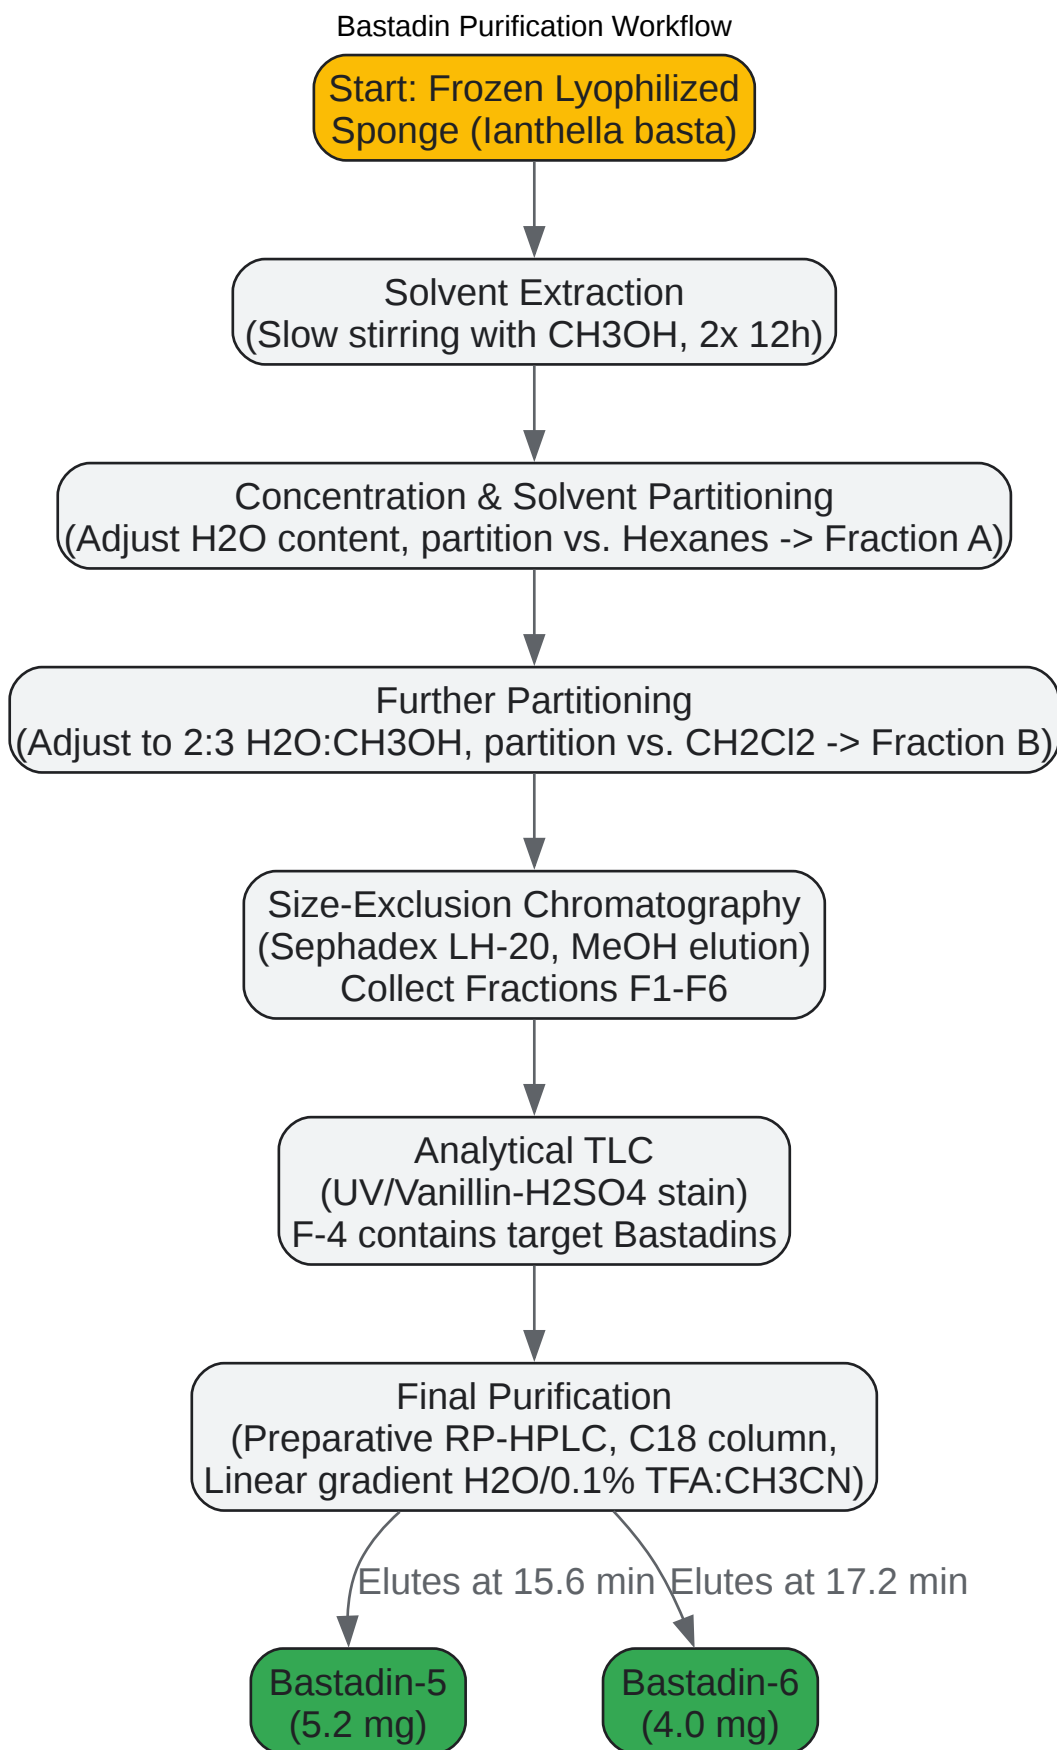 Bastadin Purification Workflow
Start: Frozen Lyophilized
Sponge (Ianthella basta)
Solvent Extraction
(Slow stirring with CH3OH, 2x 12h)
Concentration & Solvent Partitioning
(Adjust H2O content, partition vs. Hexanes -> Fraction A)
Further Partitioning
(Adjust to 2:3 H2O:CH3OH, partition vs. CH2Cl2 -> Fraction B)
Size-Exclusion Chromatography
(Sephadex LH-20, MeOH elution)
Collect Fractions F1-F6
Analytical TLC
(UV/Vanillin-H2SO4 stain)
F-4 contains target Bastadins
Final Purification
(Preparative RP-HPLC, C18 column,
Linear gradient H2O/0.1% TFA:CH3CN)
Elutes at 15.6 min
Elutes at 17.2 min
Bastadin-5
(5.2 mg)
Bastadin-6
(4.0 mg)